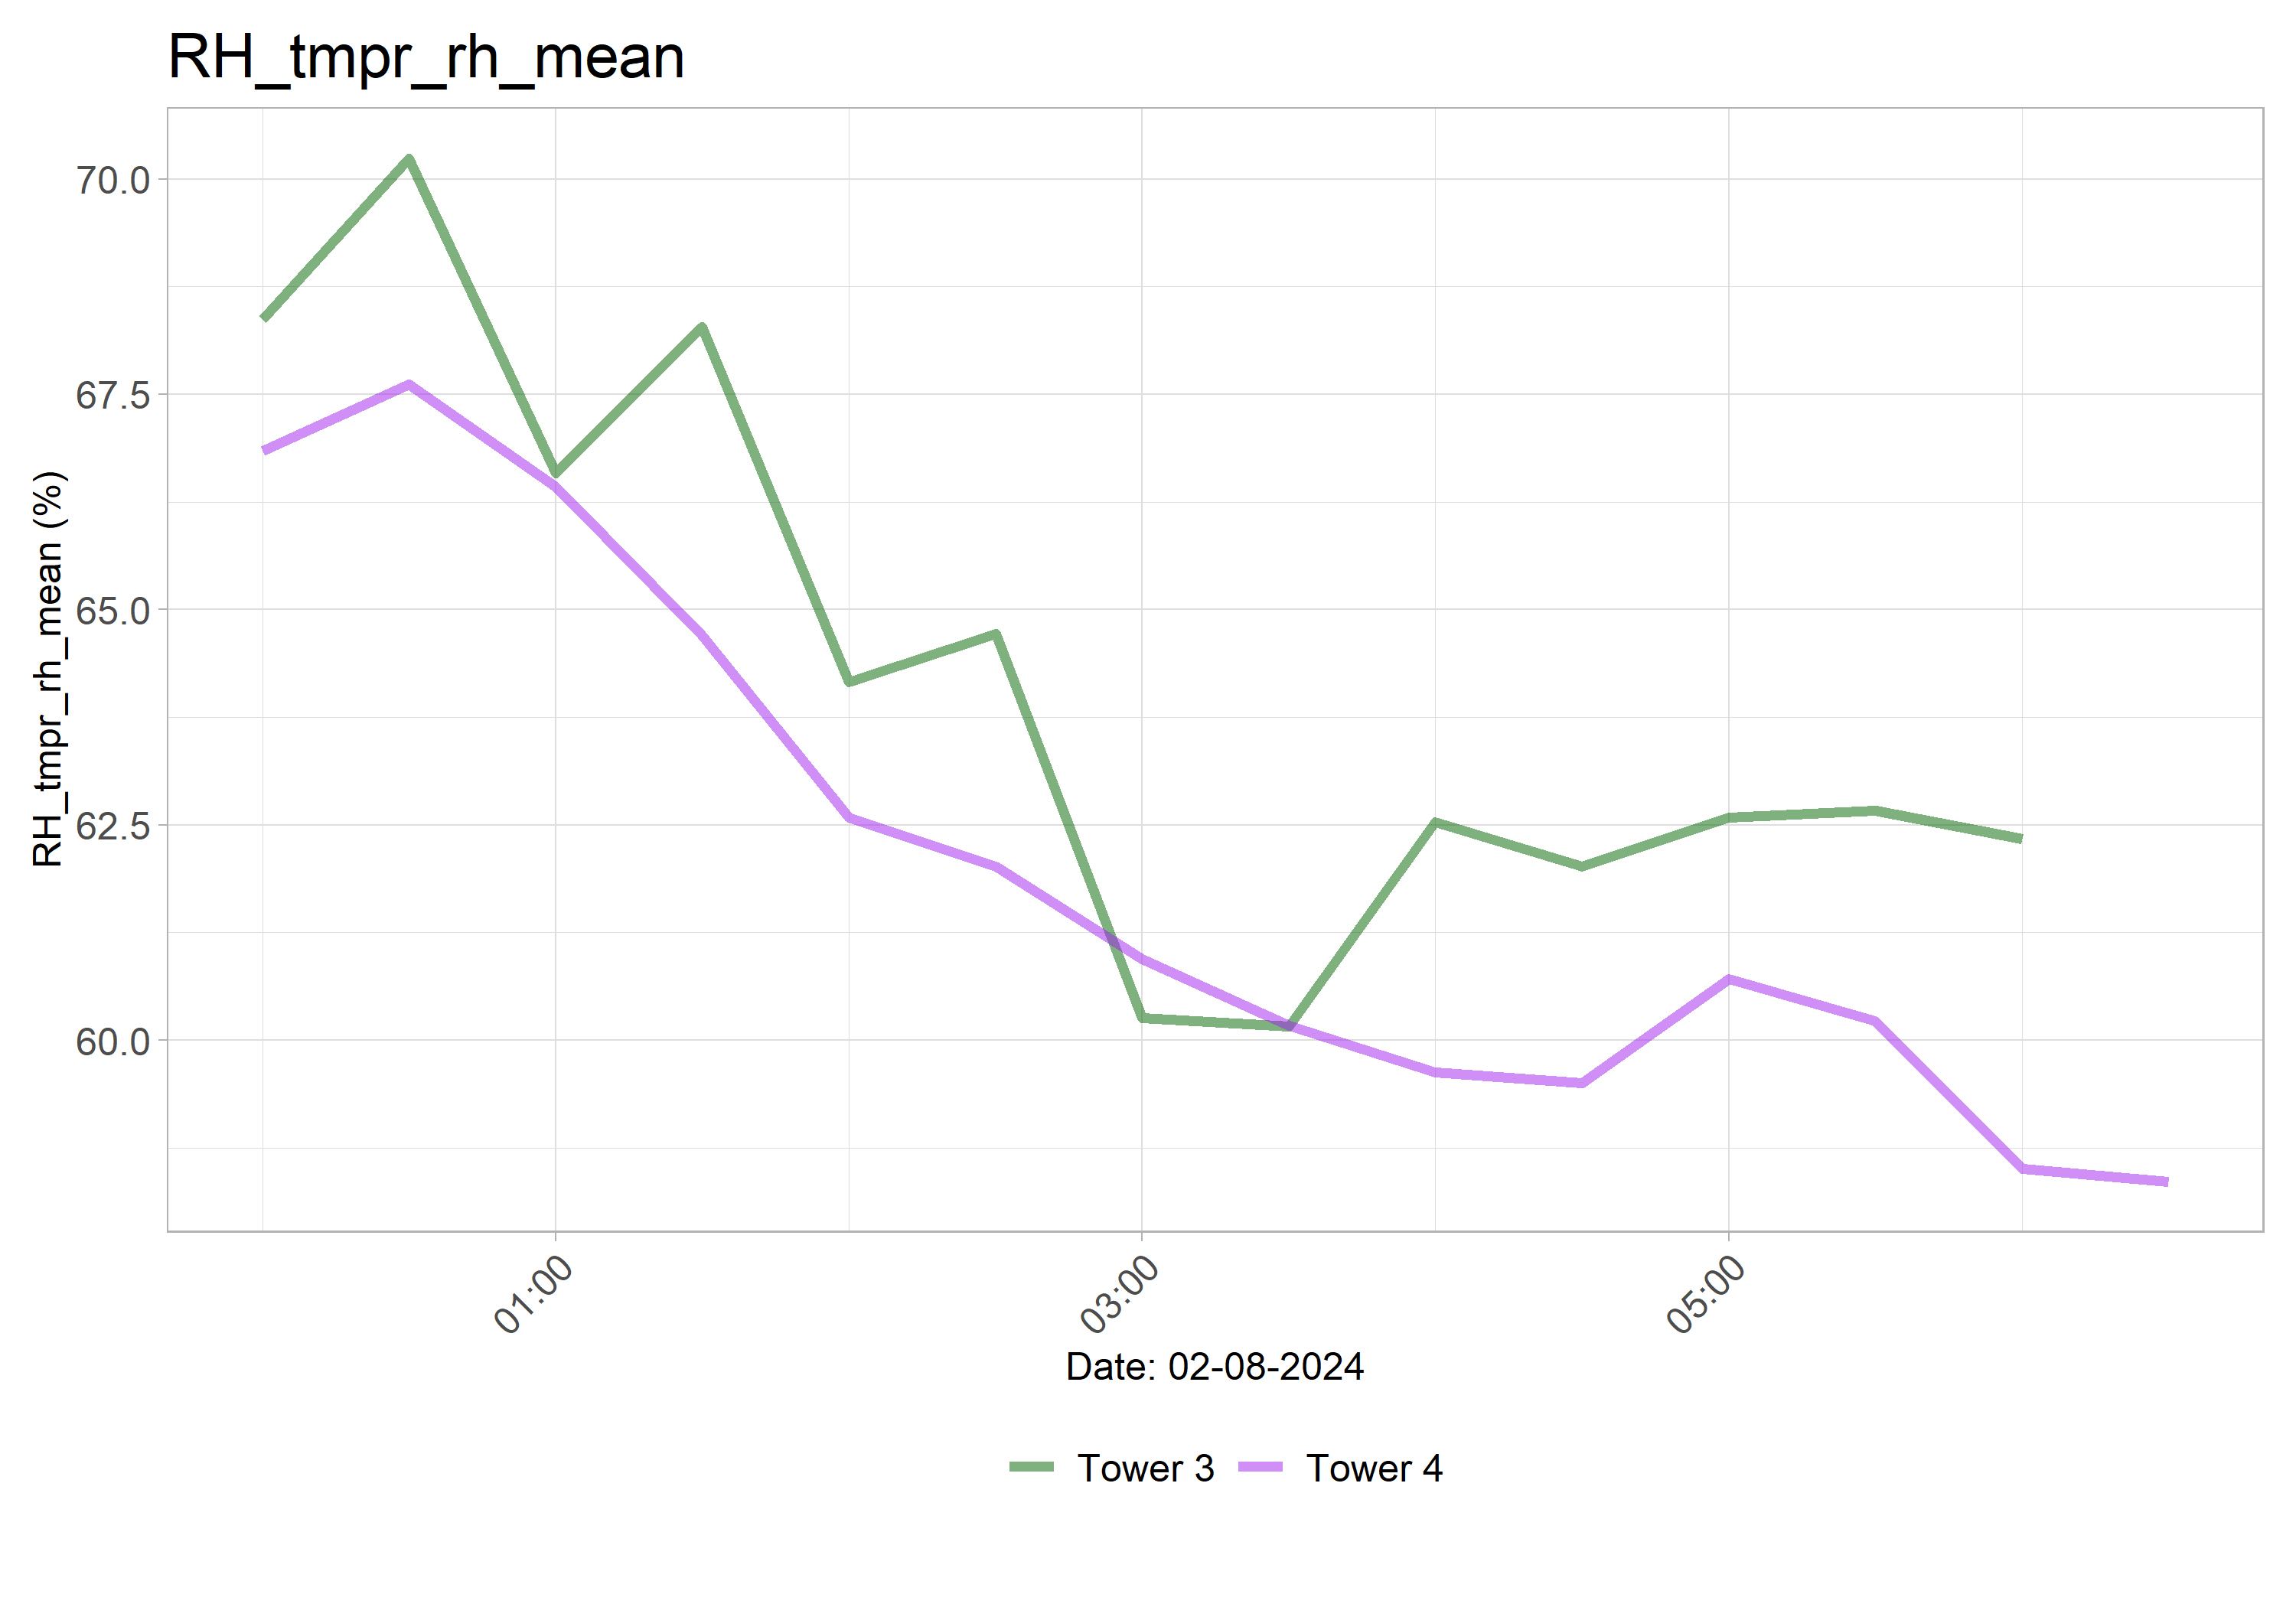 RH_tmpr_rh_mean
RH_tmpr_rh_mean (%)
70.0
67.5
65.0
62.5
60.0
01:00
03:00
05:00
Date: 02-08-2024
Tower 3
Tower 4